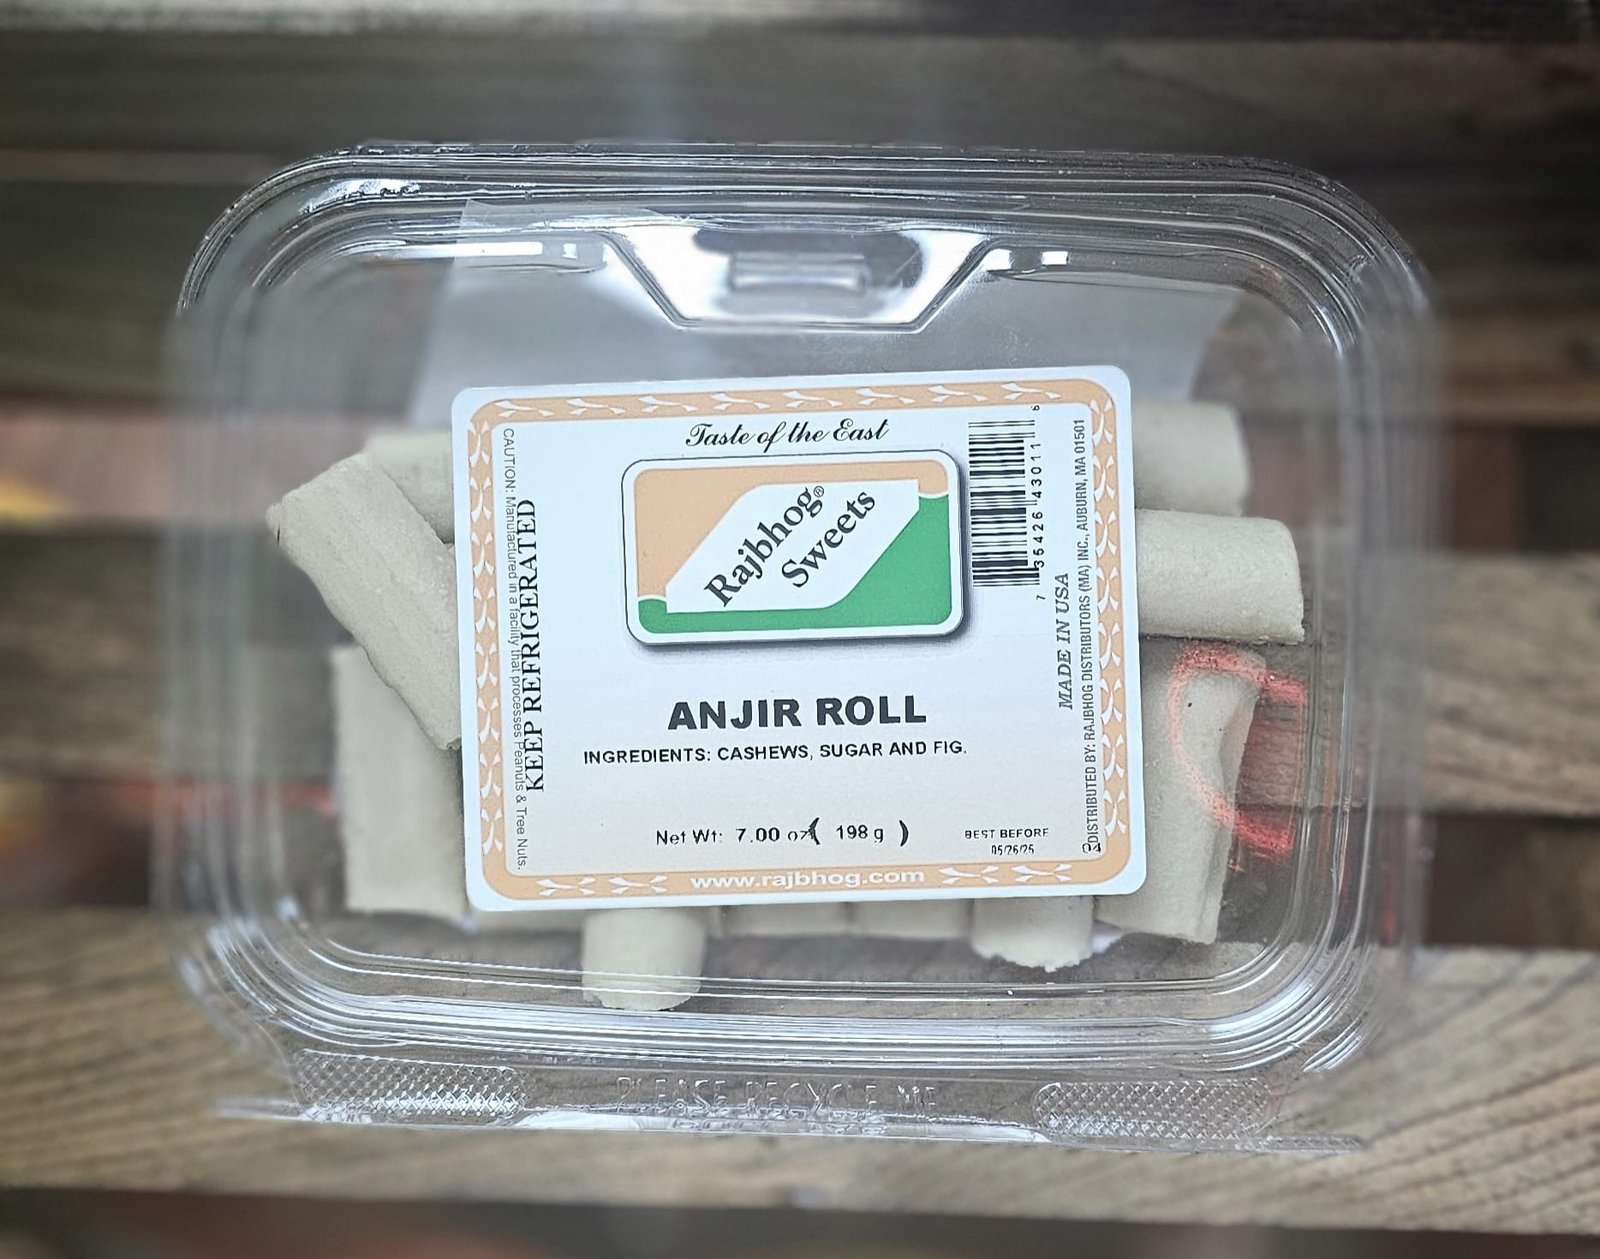 Taste of the East
Rajbhog®
Sweets
ANJIR ROLL
INGREDIENTS: CASHEWS, SUGAR AND FIG.
Net Wt: 7.00 oz ( 198 g )
BEST BEFORE
05/26/25
www.rajbhog.com
CAUTION: Manufactured in a facility that processes Peanuts & Tree Nuts.
KEEP REFRIGERATED
7 35426 43011 6
MADE IN USA
DISTRIBUTED BY: RAJBHOG DISTRIBUTORS (MA) INC., AUBURN, MA 01501
PLEASE RECYCLE ME